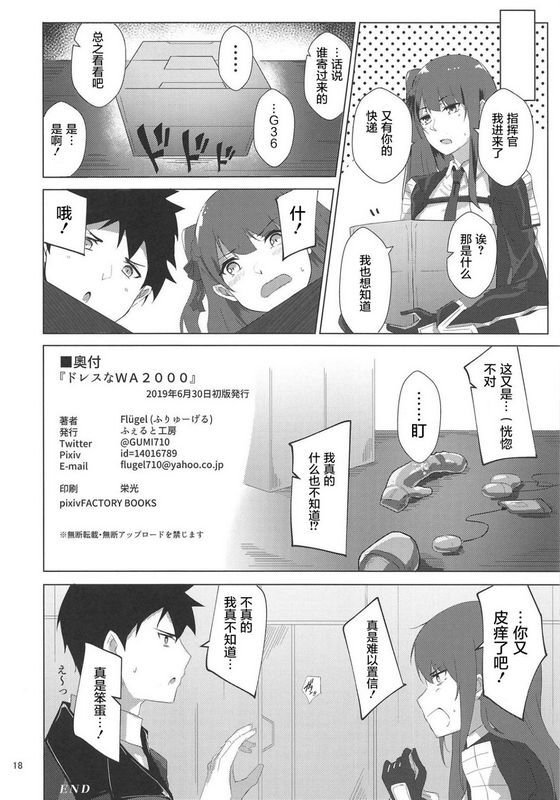 指挥官
我进来了
又有你的
快递
诶?
那是什么
我也想知道
…话说
谁寄过来的
……
总之看看吧
…G36
是…
是啊!
ドドド
什!
哦!
■奥付
『ドレスなWA2000』
2019年6月30日初版発行
著者 Flügel (ふりゅーげる)
発行 ふぇると工房
Twitter @GUMI710
Pixiv id=14016789
E-mail flugel710@yahoo.co.jp
印刷 栄光
pixivFACTORY BOOKS
※無断転載・無断アップロードを禁じます
这又是…(恍惚
不对
……
盯
我真的
什么也不知道!?
…你又
皮痒了吧!
真是难以置信!
不真的
我真不知道…
真是笨蛋!
え〜っ
END
18